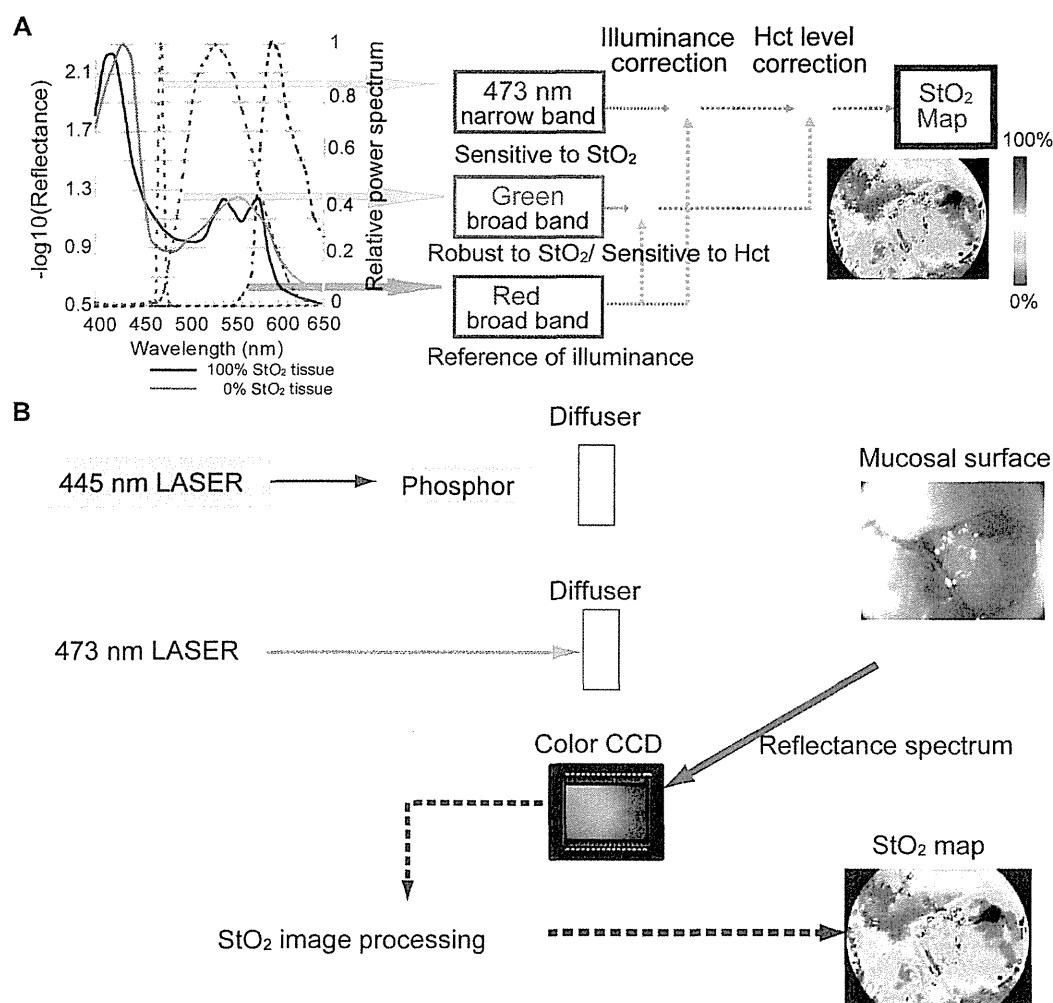 A
-log10(Reflectance)
2.1
1.7
1.3
0.9
0.5
400 450 500 550 600 650
Wavelength (nm)
1
0.8
0.6
0.4
0.2
0
Relative power spectrum
100% StO₂ tissue
0% StO₂ tissue
Illuminance
correction
Hct level
correction
473 nm
narrow band
Sensitive to StO₂
Green
broad band
Robust to StO₂/ Sensitive to Hct
Red
broad band
Reference of illuminance
StO₂
Map
100%
0%
B
Diffuser
445 nm LASER
Phosphor
Mucosal surface
Diffuser
473 nm LASER
Color CCD
Reflectance spectrum
StO₂ map
StO₂ image processing